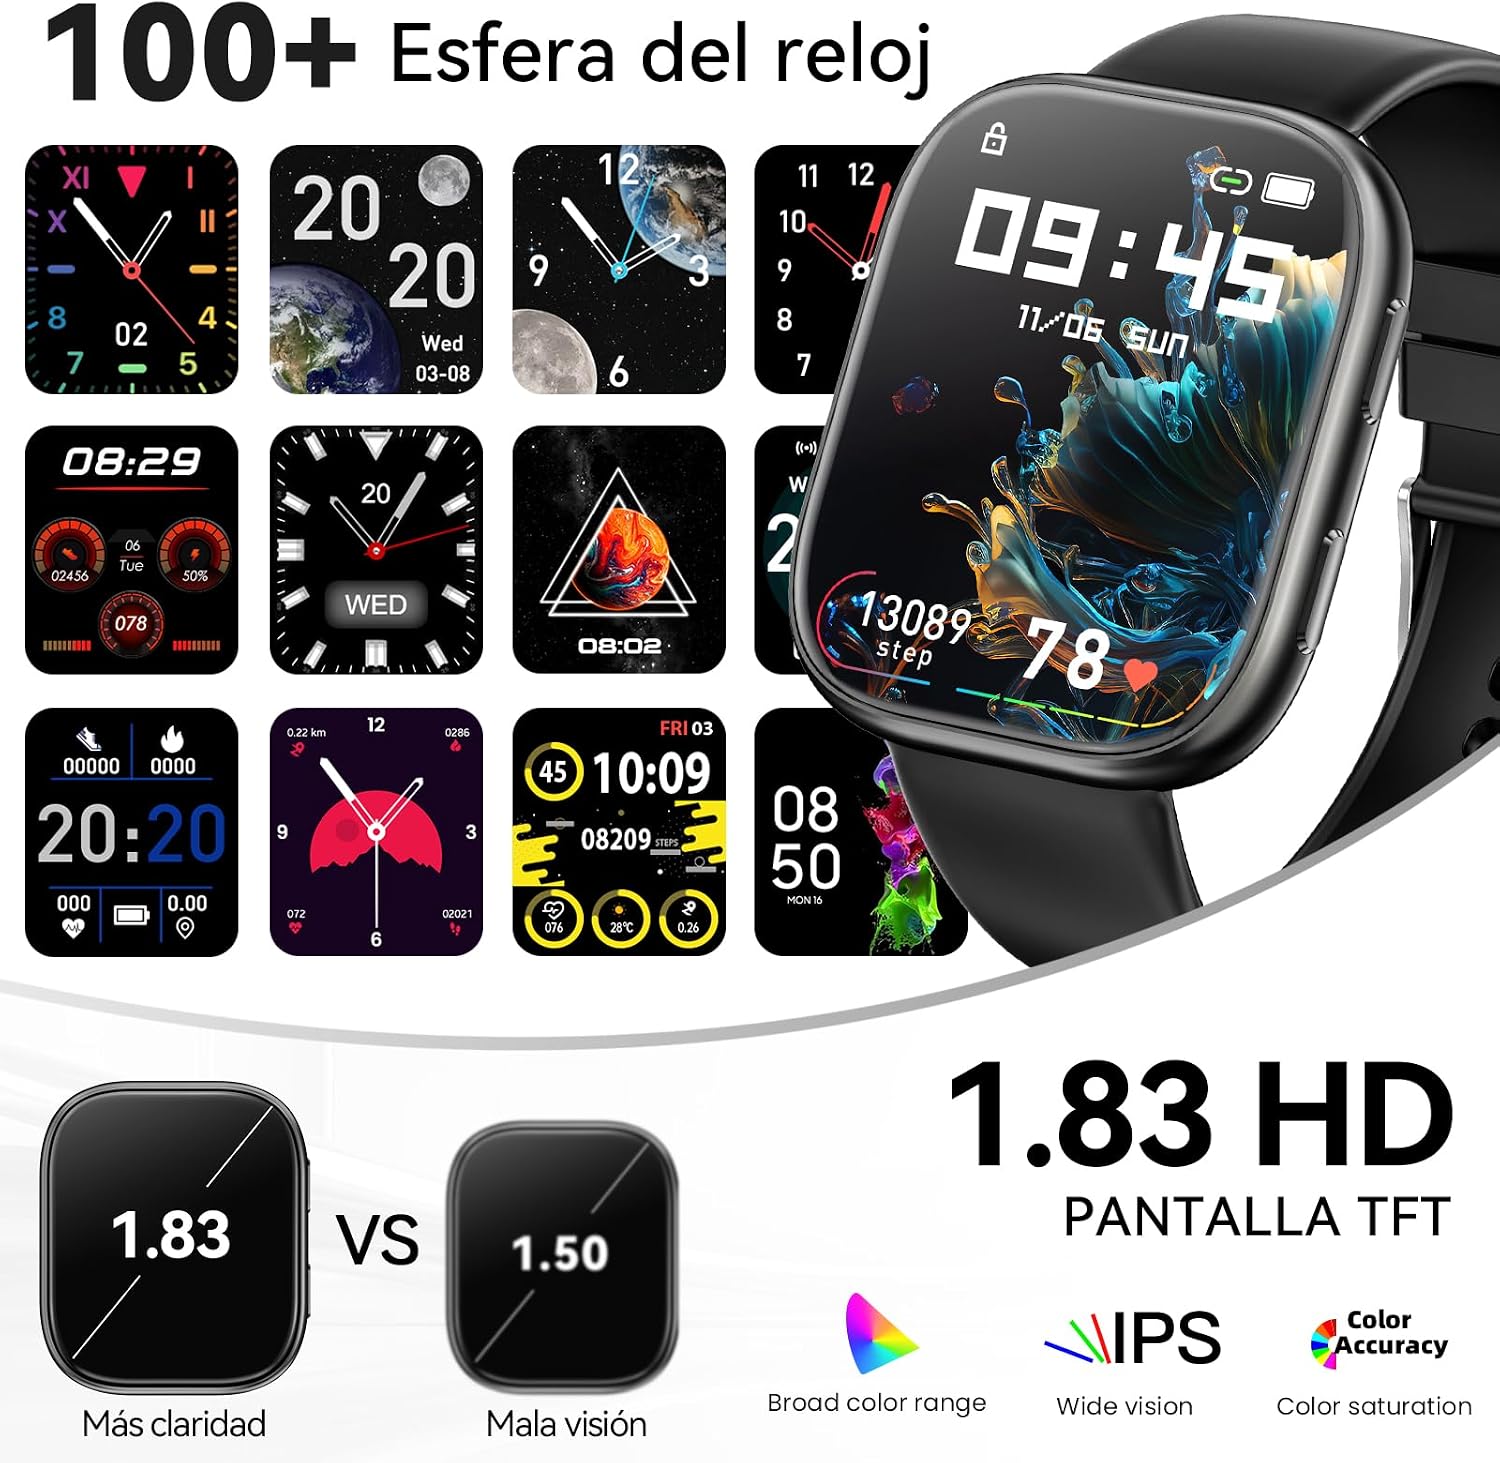 100+ Esfera del reloj
XI I
X II
8 4
02
7 5
20
20
Wed
03-08
12
9 3
6
11 12
10
9
8
7
09:45
11/06 SUN
13089
step
78
08:29
06
Tue
02456
50%
078
20
WED
08:02
W
2
00000 0000
20:20
000 0.00
0.22 km 12 0286
9 3
072 02021
6
FRI 03
45 10:09
08209 STEPS
076 28°C 0.26
08
50
MON 16
1.83 VS 1.50
Más claridad Mala visión
1.83 HD
PANTALLA TFT
IPS
Color
Accuracy
Broad color range Wide vision Color saturation